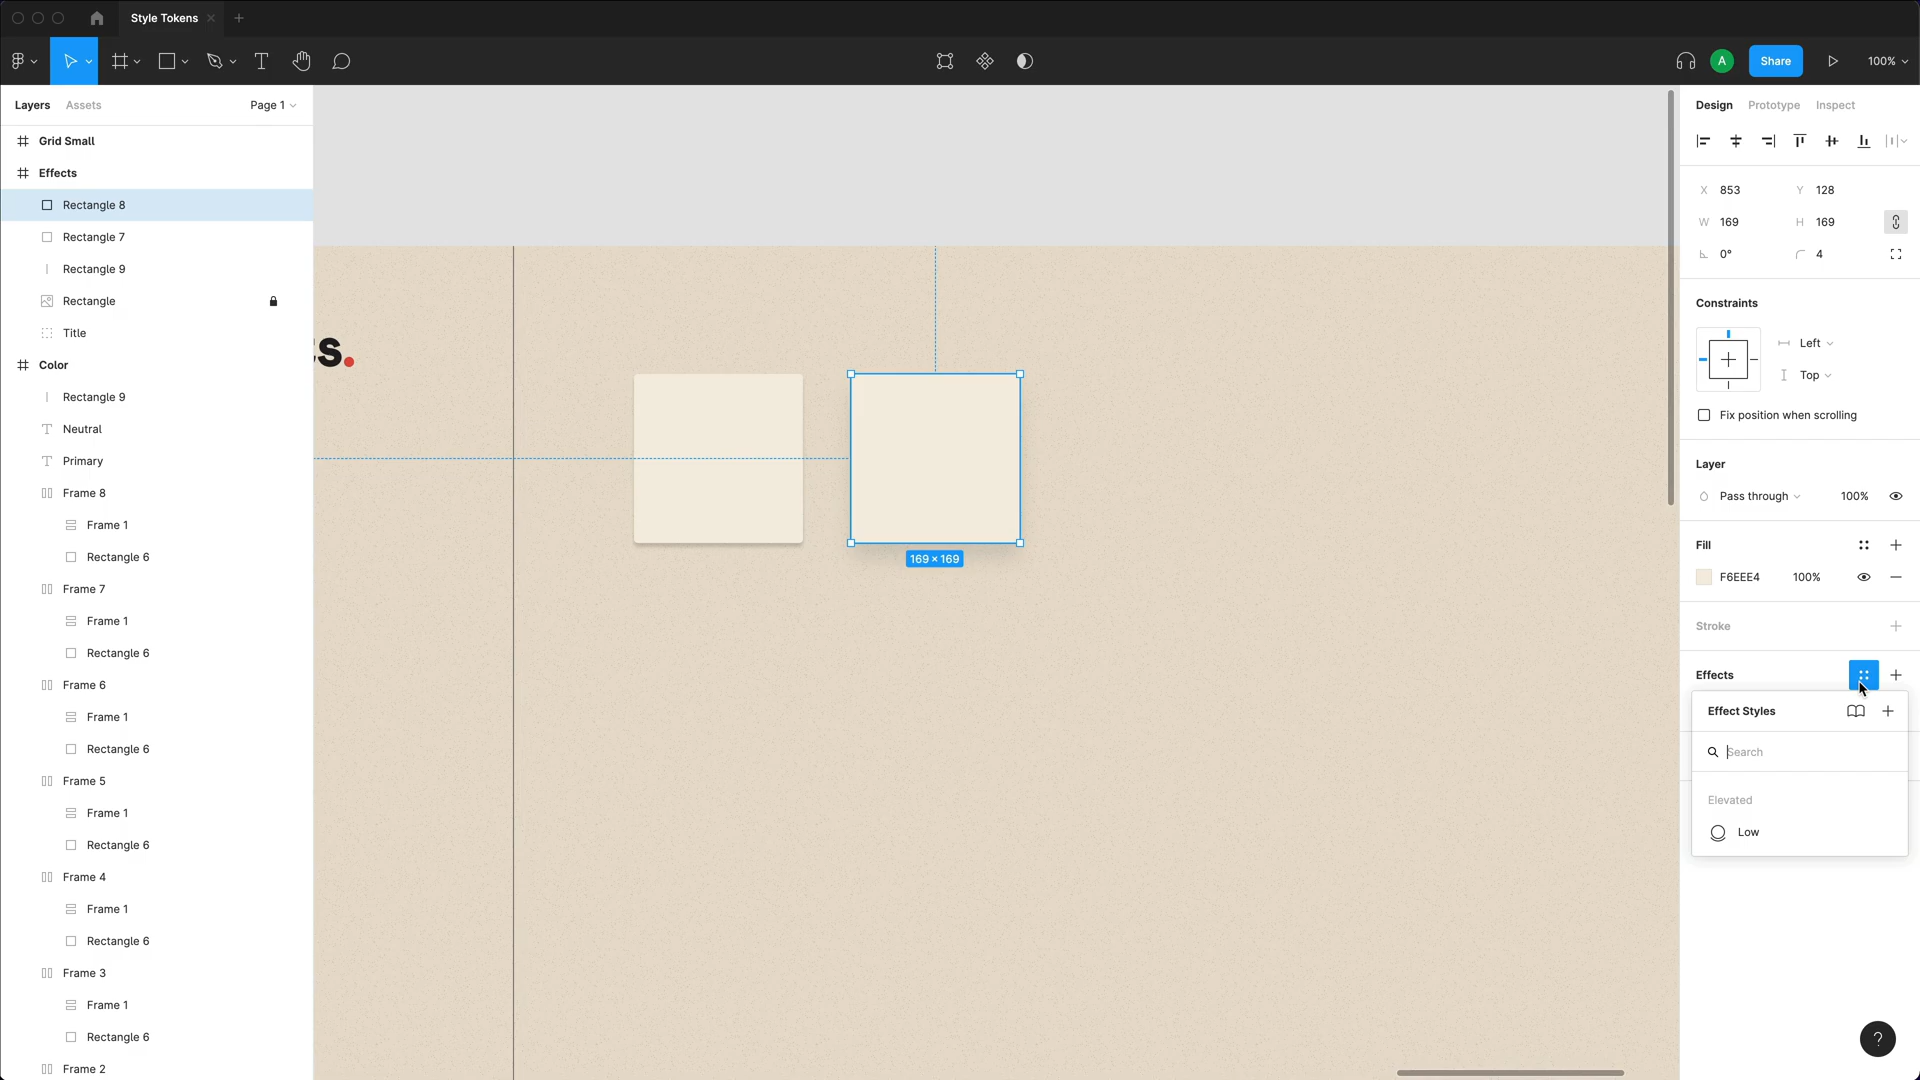 Style Tokens
100%
A
Share
Layers
Assets
Page 1
Grid Small
Effects
Rectangle 8
Rectangle 7
Rectangle 9
Rectangle
Title
Color
Rectangle 9
Neutral
Primary
Frame 8
Frame 1
Rectangle 6
Frame 7
Frame 1
Rectangle 6
Frame 6
Frame 1
Rectangle 6
Frame 5
Frame 1
Rectangle 6
Frame 4
Frame 1
Rectangle 6
Frame 3
Frame 1
Rectangle 6
Frame 2
s.
169 × 169
Design Prototype Inspect
X 853 Y 128
W 169 H 169
0° 4
Constraints
Left
Top
Fix position when scrolling
Layer
Pass through 100%
Fill
F6EEE4 100%
Stroke
Effects
Effect Styles
Search
Elevated
Low
?